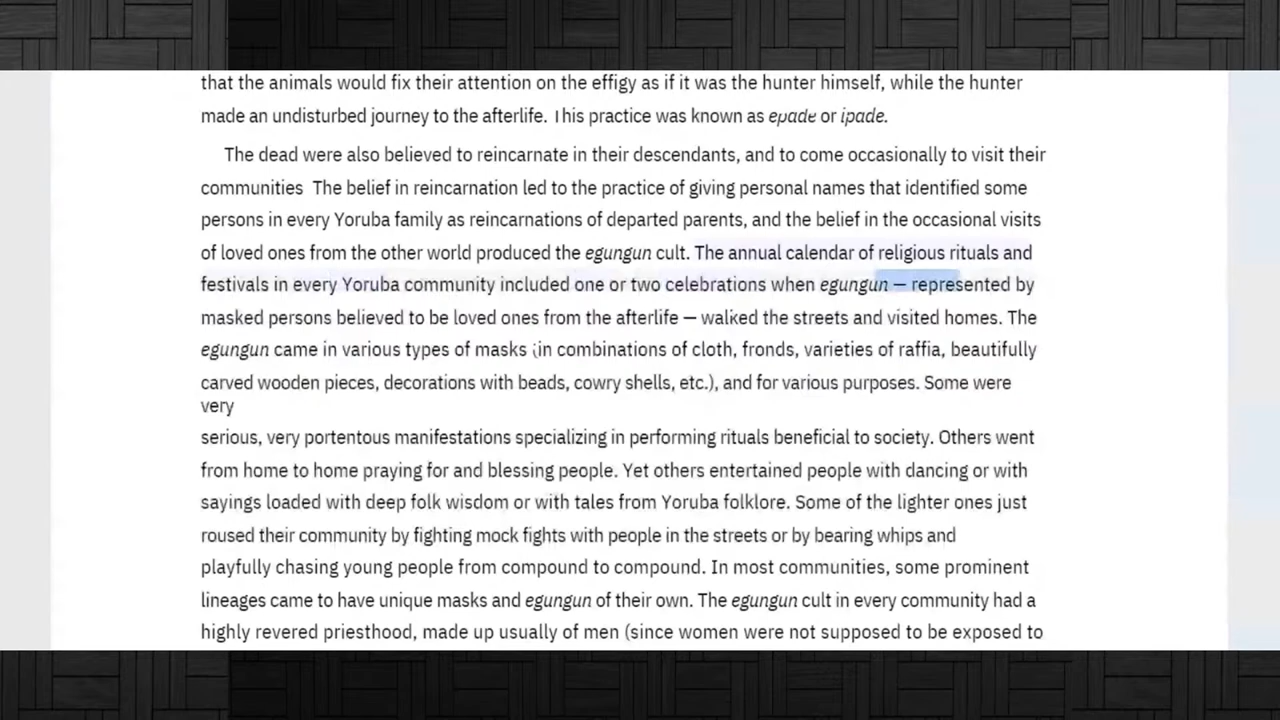 that the animals would fix their attention on the effigy as if it was the hunter himself, while the hunter
made an undisturbed journey to the afterlife. This practice was known as epade or ipade.
The dead were also believed to reincarnate in their descendants, and to come occasionally to visit their
communities The belief in reincarnation led to the practice of giving personal names that identified some
persons in every Yoruba family as reincarnations of departed parents, and the belief in the occasional visits
of loved ones from the other world produced the egungun cult. The annual calendar of religious rituals and
festivals in every Yoruba community included one or two celebrations when egungun — represented by
masked persons believed to be loved ones from the afterlife — walked the streets and visited homes. The
egungun came in various types of masks (in combinations of cloth, fronds, varieties of raffia, beautifully
carved wooden pieces, decorations with beads, cowry shells, etc.), and for various purposes. Some were
very
serious, very portentous manifestations specializing in performing rituals beneficial to society. Others went
from home to home praying for and blessing people. Yet others entertained people with dancing or with
sayings loaded with deep folk wisdom or with tales from Yoruba folklore. Some of the lighter ones just
roused their community by fighting mock fights with people in the streets or by bearing whips and
playfully chasing young people from compound to compound. In most communities, some prominent
lineages came to have unique masks and egungun of their own. The egungun cult in every community had a
highly revered priesthood, made up usually of men (since women were not supposed to be exposed to